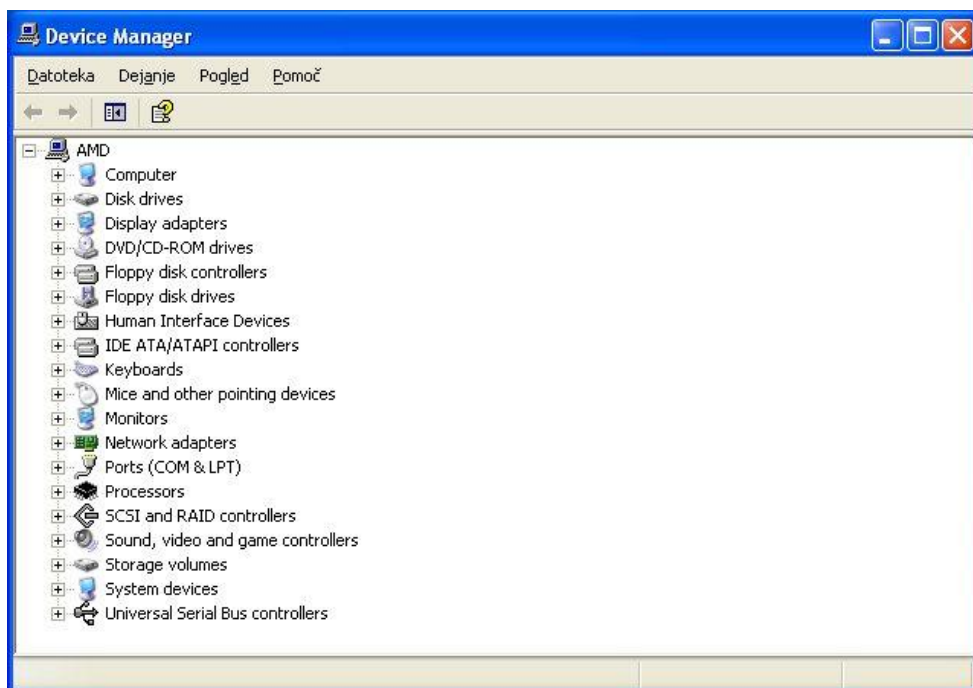 Device Manager
Datoteka Dejanje Pogled Pomoč
AMD
Computer
Disk drives
Display adapters
DVD/CD-ROM drives
Floppy disk controllers
Floppy disk drives
Human Interface Devices
IDE ATA/ATAPI controllers
Keyboards
Mice and other pointing devices
Monitors
Network adapters
Ports (COM & LPT)
Processors
SCSI and RAID controllers
Sound, video and game controllers
Storage volumes
System devices
Universal Serial Bus controllers